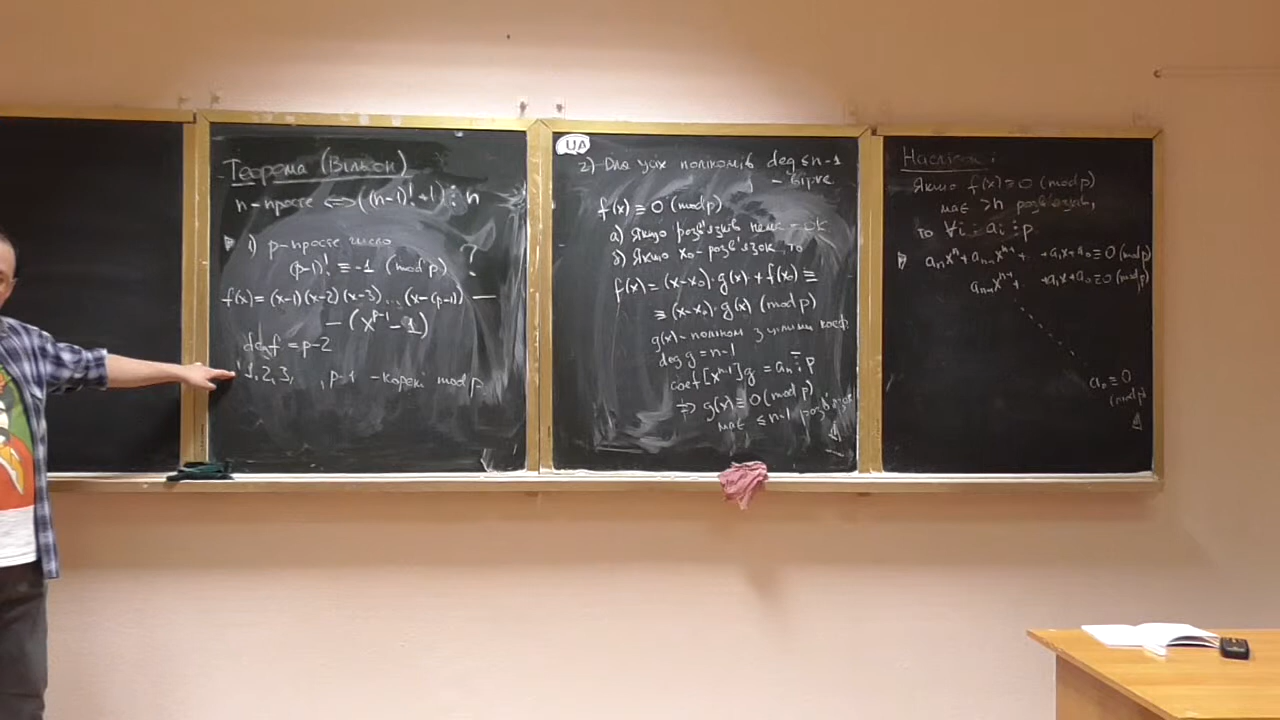 Теорема (Вільсон)
n-просте ⟺ ((n-1)!+1) ⋮ n
1) p-просте число
(p-1)! ≡ -1 (mod p) ?
f(x) = (x-1)(x-2)(x-3)...(x-(p-1)) —
— (x^{p-1} - 1)
deg f = p-2
1, 2, 3, , p-1 - корені mod p.
UA
2) Для усіх поліномів deg ≤ n-1
- вірне
f(x) ≡ 0 (mod p)
а) Якщо розв'язків нема - ok
б) Якщо x₀ - розв'язок, то
f(x) = (x-x₀)·g(x) + f(x₀) ≡
≡ (x-x₀)·g(x) (mod p)
g(x) - поліном з цілими коеф.
deg g = n-1
coef [x^{n-1}] g = aₙ ⋮̅ p
⇒ g(x) ≡ 0 (mod p)
має ≤ n-1 розв'язок
Наслідок:
Якщо f(x) ≡ 0 (mod p)
має >n розв'язків,
то ∀i : aᵢ ⋮ p
aₙxⁿ + aₙ₋₁xⁿ⁻¹ + + a₁x + a₀ ≡ 0 (mod p)
aₙ₋₁xⁿ⁻¹ + + a₁x + a₀ ≡ 0 (mod p)
a₀ ≡ 0
(mod p)